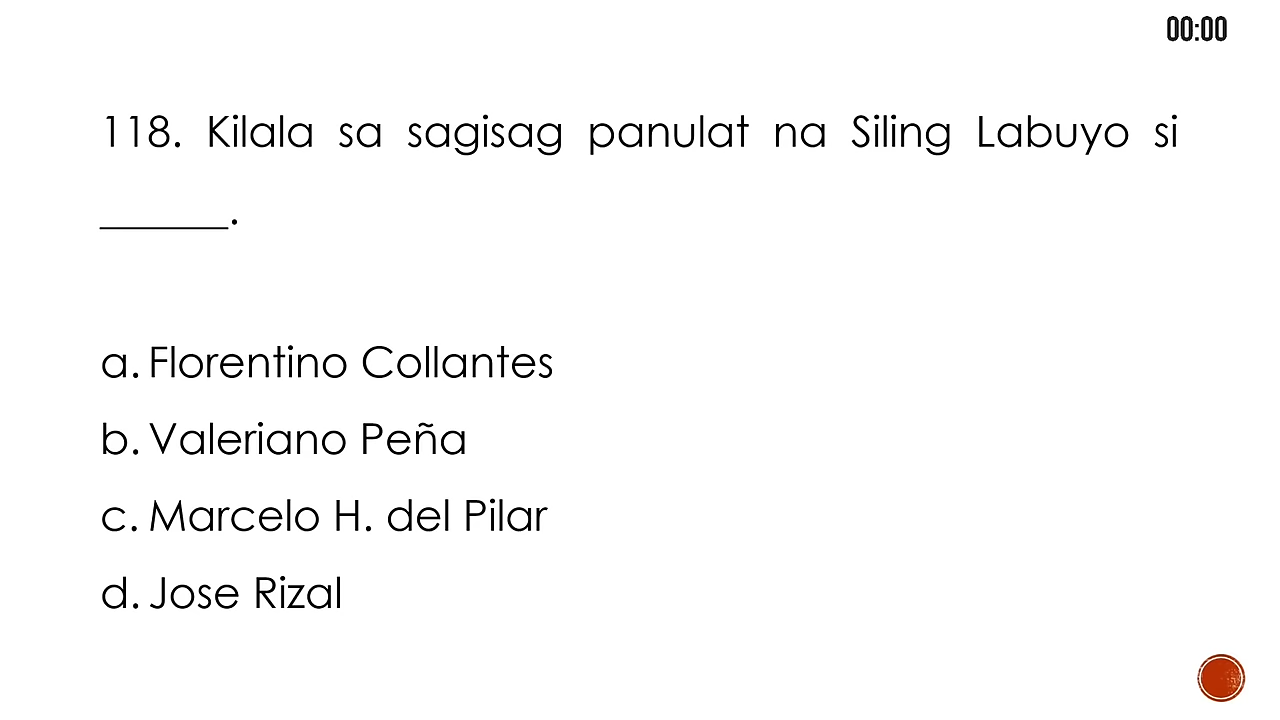 00:00
118. Kilala sa sagisag panulat na Siling Labuyo si
______.
a. Florentino Collantes
b. Valeriano Peña
c. Marcelo H. del Pilar
d. Jose Rizal